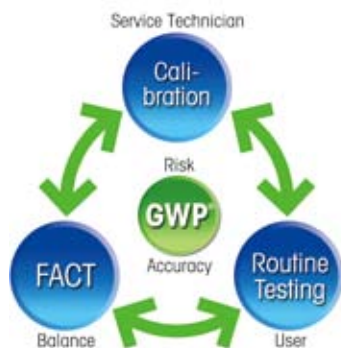 Service Technician
Cali-
bration
Risk
GWP®
Accuracy
FACT
Routine
Testing
Balance
User